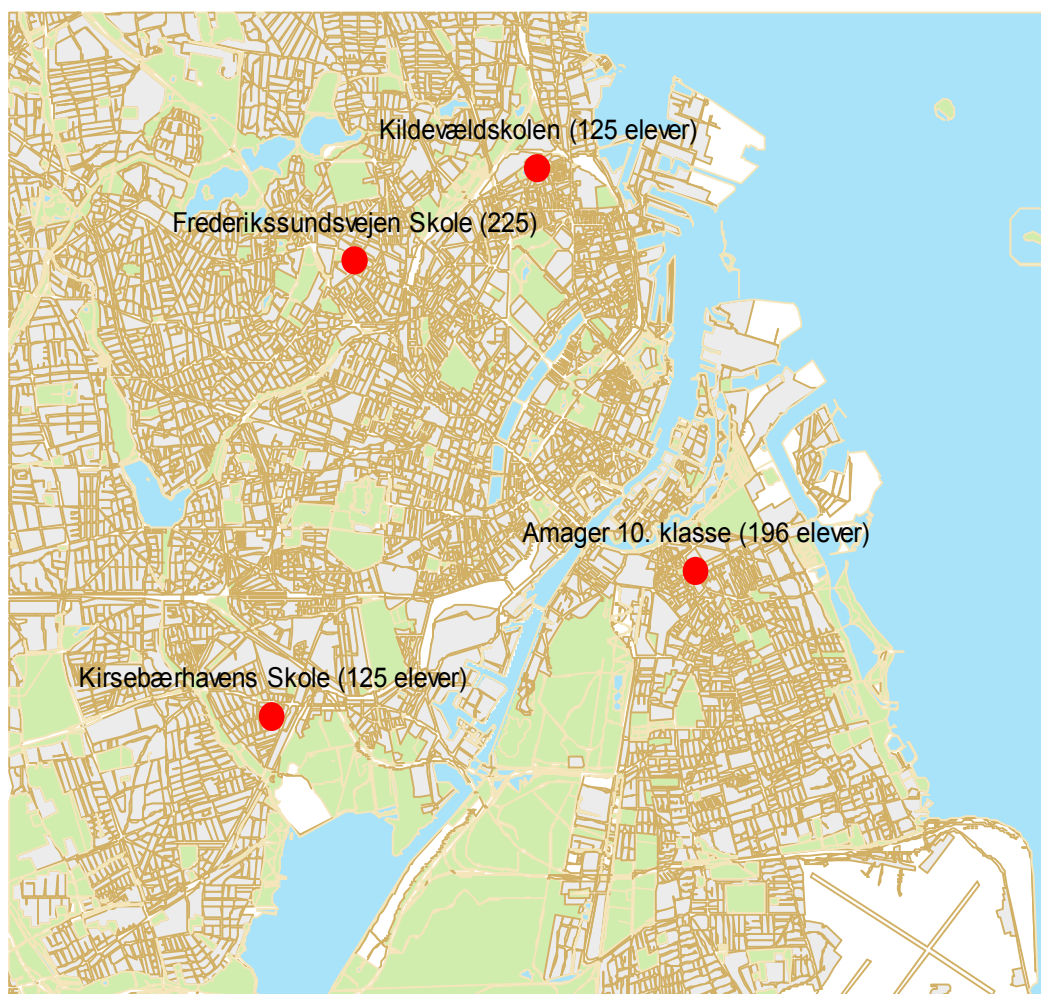 Kildevældskolen (125 elever)
Frederikssundsvejen Skole (225)
Amager 10. klasse (196 elever)
Kirsebærhavens Skole (125 elever)